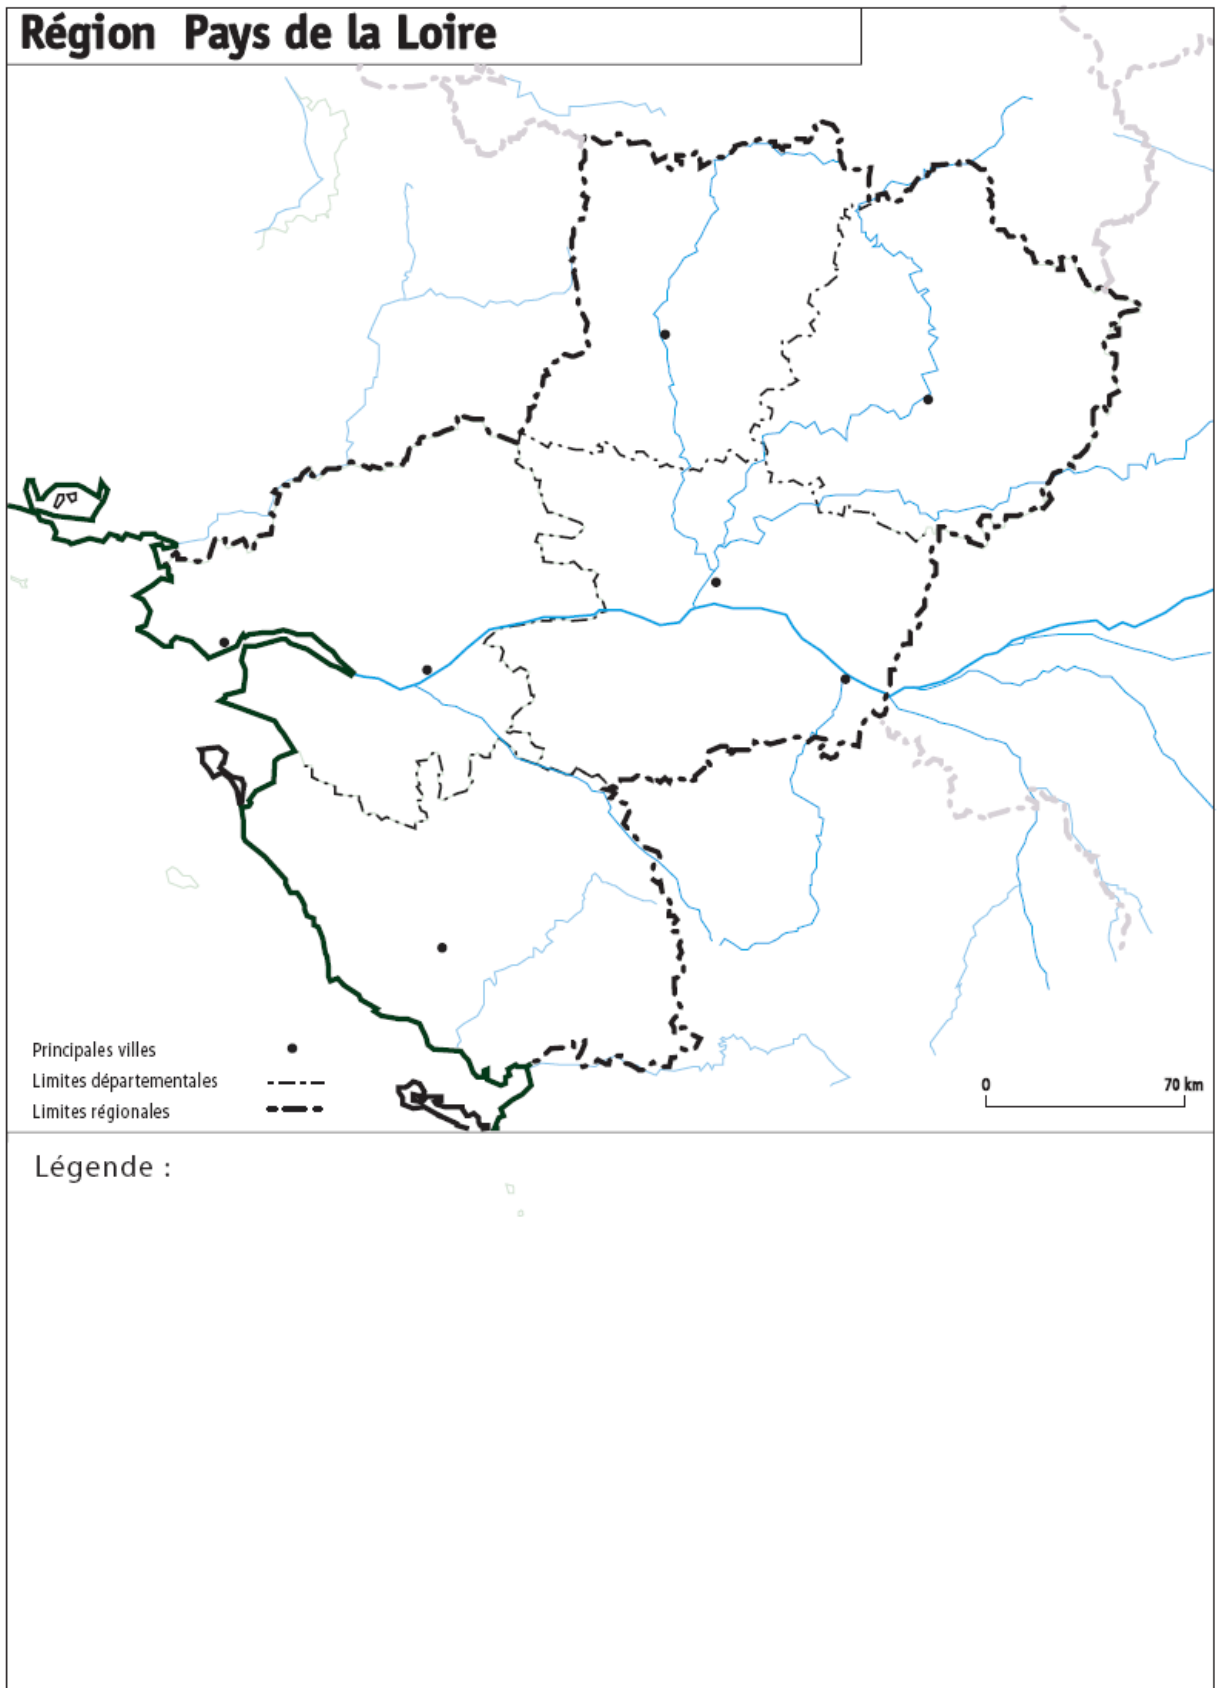 Région Pays de la Loire
Principales villes
Limites départementales
Limites régionales
0 70 km
Légende :